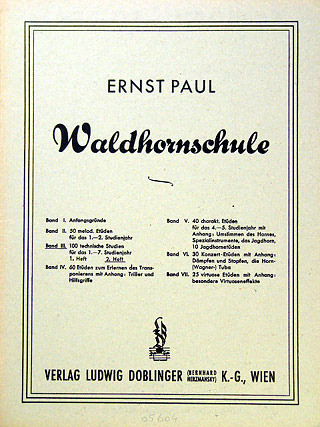 ERNST PAUL
Waldhornschule
Band I. Anfangsgründe
Band II. 50 melod. Etüden
für das 1.—2. Studienjahr
Band III. 100 technische Studien
für das 1.—7. Studienjahr
1. Heft 2. Heft
Band IV. 60 Etüden zum Erlernen des Trans-
ponierens mit Anhang: Triller und
Hilfsgriffe
Band V. 40 charakt. Etüden
für das 4.—5. Studienjahr mit
Anhang: Umstimmen des Hornes,
Spezialinstrumente, das Jagdhorn,
10 Jagdhornetüden
Band VI. 30 Konzert-Etüden mit Anhang:
Dämpfen und Stopfen, die Horn-
(Wagner-) Tuba
Band VII. 25 virtuose Etüden mit Anhang:
besondere Virtuoseneffekte
VERLAG LUDWIG DOBLINGER (BERNHARD HERZMANSKY) K.-G., WIEN
05604